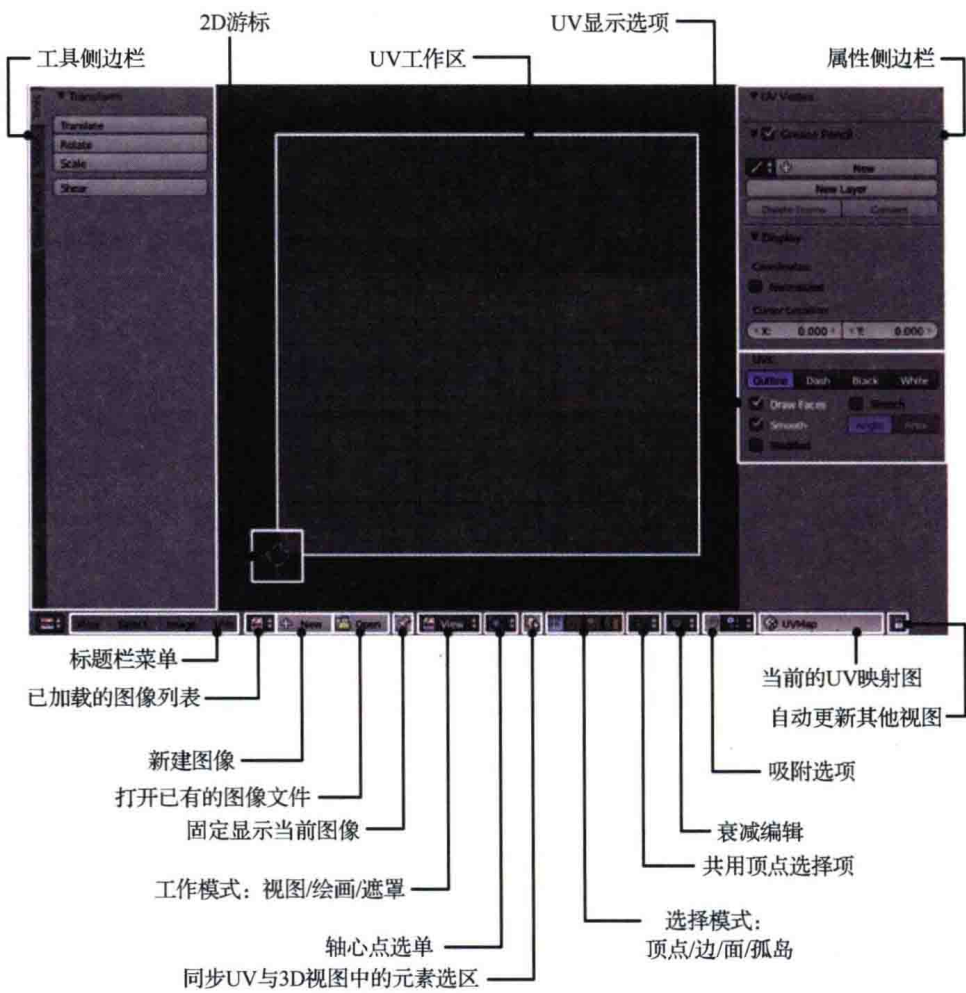 2D游标
UV显示选项
工具侧边栏
UV工作区
属性侧边栏
Transform
Translate
Rotate
Scale
Shear
UV Vertex
Grease Pencil
New
New Layer
Delete Frame
Convert
Display
Coordinates:
Normalized
Cursor Location:
X: 0.000
Y: 0.000
UVs:
Outline
Dash
Black
White
Draw Faces
Stretch
Smooth
Angle
Area
Modified
View
Select
Image
UVs
New
Open
View
UVMap
标题栏菜单
已加载的图像列表
新建图像
打开已有的图像文件
固定显示当前图像
工作模式：视图/绘画/遮罩
轴心点选单
同步UV与3D视图中的元素选区
当前的UV映射图
自动更新其他视图
吸附选项
衰减编辑
共用顶点选择项
选择模式：
顶点/边/面/孤岛